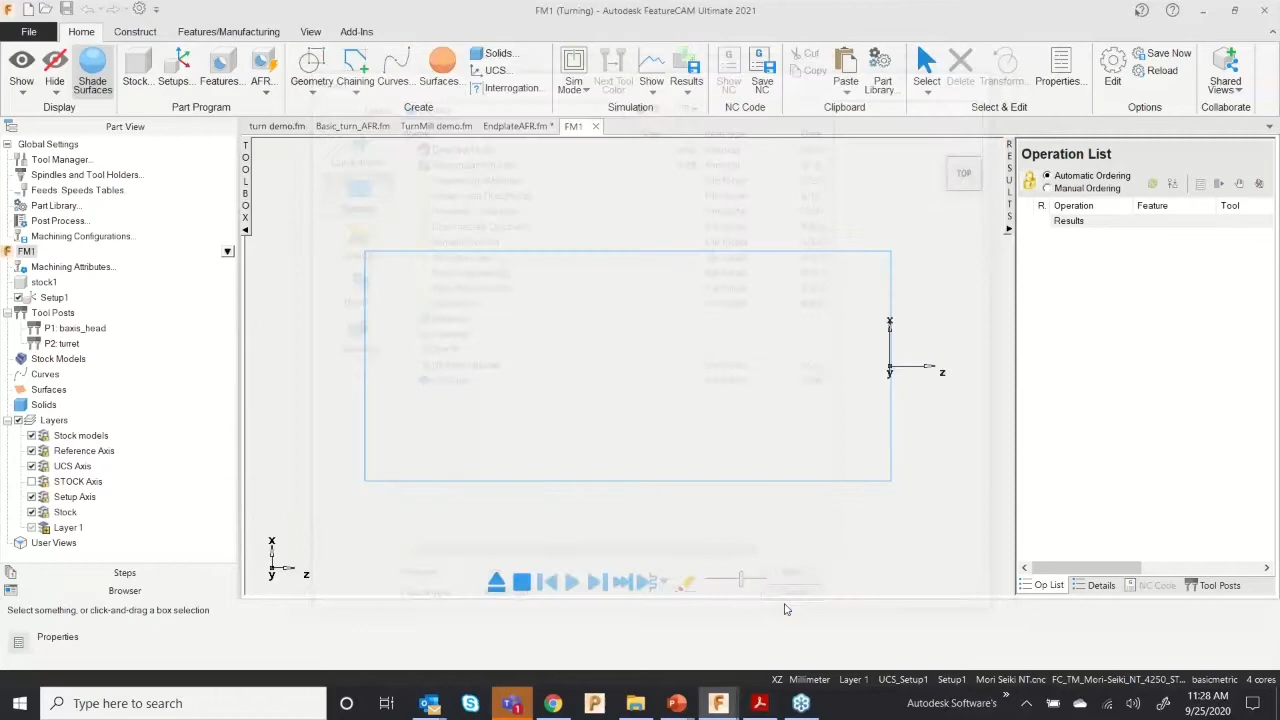 FM1 (Turning) - Autodesk FeatureCAM Ultimate 2021
File Home Construct Features/Manufacturing View Add-Ins
Show Hide Shade Surfaces Stock... Setups... Features... AFR... Geometry Chaining Curves... Surfaces Solids... UCS... Interrogation... Sim Mode Next Tool Color Show Results Show NC Save NC Cut Copy Paste Part Library... Select Delete Transform... Properties... Edit Save Now Reload Shared Views
Display Part Program Create Simulation NC Code Clipboard Select & Edit Options Collaborate
Part View
turn demo.fm Basic_turn_AFR.fm TurnMill demo.fm EndplateAFR.fm * FM1
Global Settings
Tool Manager...
Spindles and Tool Holders...
Feeds Speeds Tables.
Part Library...
Post Process...
Machining Configurations...
FM1
Machining Attributes...
stock1
Setup1
Tool Posts
P1: baxis_head
P2: turret
Stock Models
Curves
Surfaces
Solids
Layers
Stock models
Reference Axis
UCS Axis
STOCK Axis
Setup Axis
Stock
Layer 1
User Views
Steps
Browser
TOOLBOX
TOP
x
y z
x
y z
RESULTS
Operation List
Automatic Ordering
Manual Ordering
R. Operation Feature Tool
Results
Op List Details NC Code Tool Posts
Select something, or click-and-drag a box selection
Properties
XZ Millimeter Layer 1 UCS_Setup1 Setup1 Mori Seiki NT_4250 FC_TM_Mori-Seiki_NT_4250_ST... basimetric 4 cores
Type here to search
1
Autodesk Software's
»
11:28 AM
9/25/2020